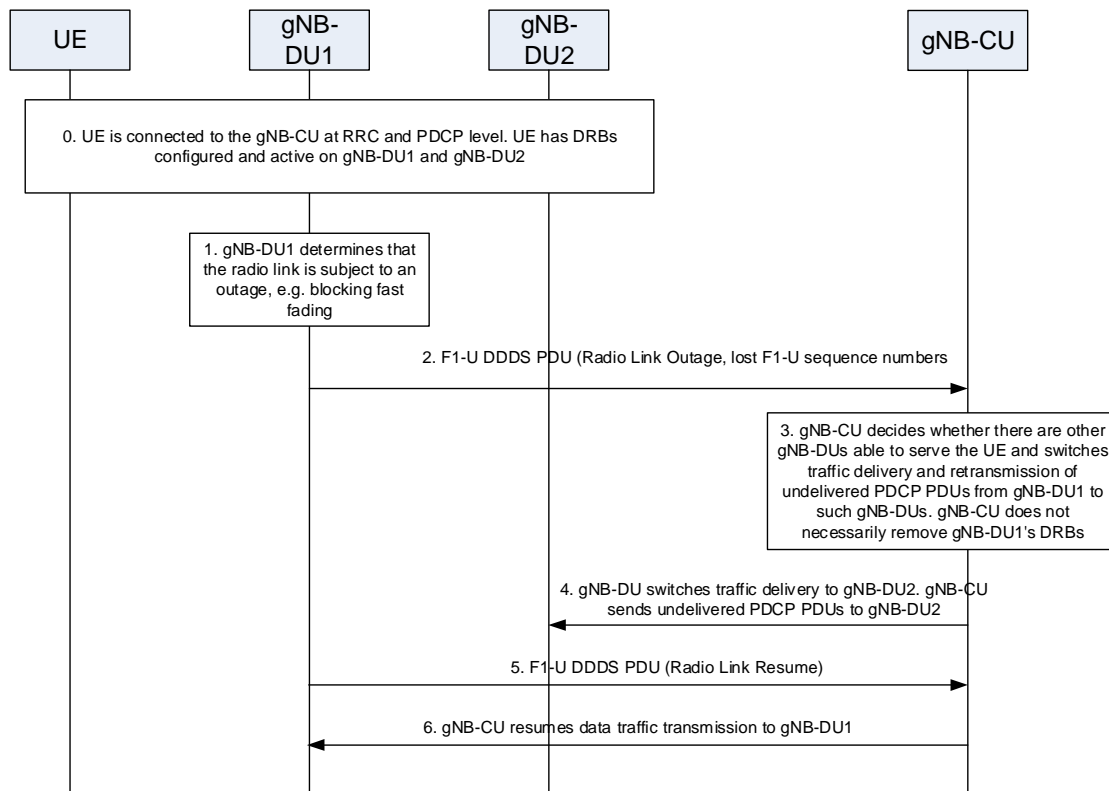 UE
gNB-
DU1
gNB-
DU2
gNB-CU
0. UE is connected to the gNB-CU at RRC and PDCP level. UE has DRBs
configured and active on gNB-DU1 and gNB-DU2
1. gNB-DU1 determines that
the radio link is subject to an
outage, e.g. blocking fast
fading
2. F1-U DDDS PDU (Radio Link Outage, lost F1-U sequence numbers
3. gNB-CU decides whether there are other
gNB-DUs able to serve the UE and switches
traffic delivery and retransmission of
undelivered PDCP PDUs from gNB-DU1 to
such gNB-DUs. gNB-CU does not
necessarily remove gNB-DU1's DRBs
4. gNB-DU switches traffic delivery to gNB-DU2. gNB-CU
sends undelivered PDCP PDUs to gNB-DU2
5. F1-U DDDS PDU (Radio Link Resume)
6. gNB-CU resumes data traffic transmission to gNB-DU1